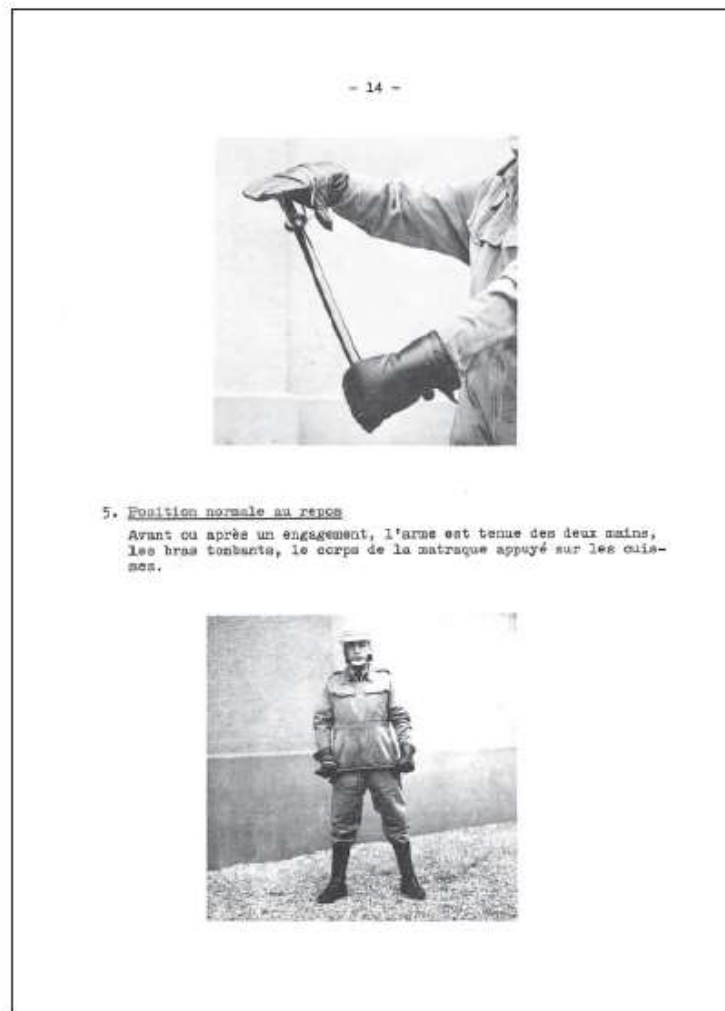 - 14 -
5. Position normale au repos
Avant ou après un engagement, l'arme est tenue des deux mains,
les bras tombants, le corps de la matraque appuyé sur les cuis-
ses.